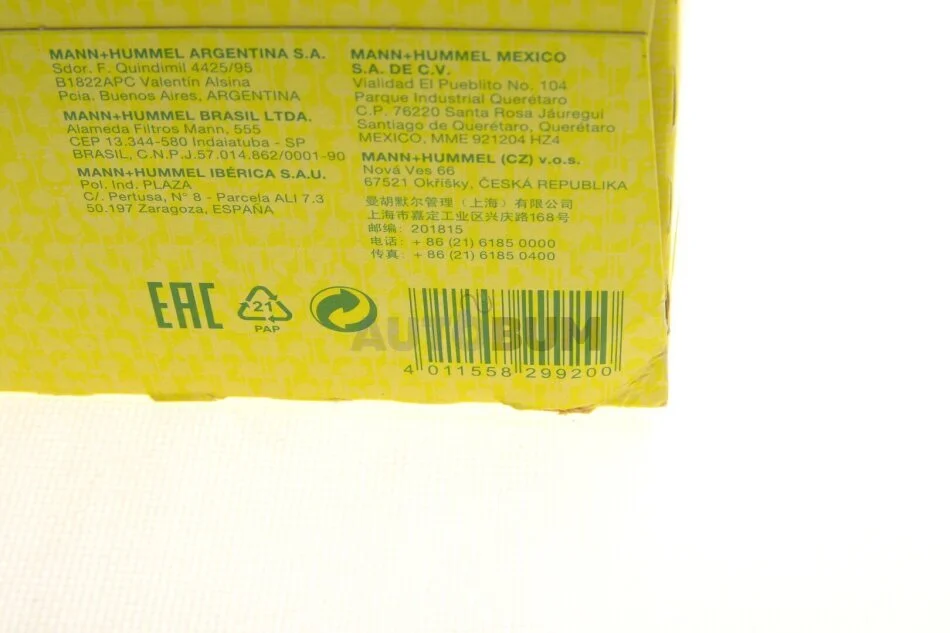 MANN+HUMMEL ARGENTINA S.A.
Sdor. F. Quindimil 4425/95
B1822APC Valentín Alsina
Pcia. Buenos Aires, ARGENTINA
MANN+HUMMEL BRASIL LTDA.
Alameda Filtros Mann, 555
CEP 13.344-580 Indaiatuba - SP
BRASIL, C.N.P.J.57.014.862/0001-90
MANN+HUMMEL IBÉRICA S.A.U.
Pol. Ind. PLAZA
C/. Pertusa, N° 8 - Parcela ALI 7.3
50.197 Zaragoza, ESPAÑA
MANN+HUMMEL MEXICO
S.A. DE C.V.
Vialidad El Pueblito No. 104
Parque Industrial Querétaro
C.P. 76220 Santa Rosa Jáuregui
Santiago de Querétaro, Querétaro
MEXICO, MME 921204 HZ4
MANN+HUMMEL (CZ) v.o.s.
Nová Ves 66
67521 Okříšky, ČESKÁ REPUBLIKA
曼胡默尔管理（上海）有限公司
上海市嘉定工业区兴庆路168号
邮编: 201815
电话: + 86 (21) 6185 0000
传真: + 86 (21) 6185 0400
EAC
21
PAP
AUTOBUM
4 011558 299200